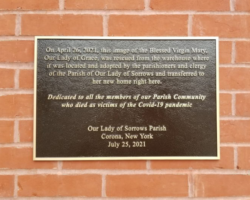 On April 26, 2021, this image of the Blessed Virgin Mary,
Our Lady of Grace, was rescued from the warehouse where
it was located and adopted by the parishioners and clergy
of the Parish of Our Lady of Sorrows and transferred to
her new home right here.
Dedicated to all the members of our Parish Community
who died as victims of the Covid-19 pandemic
Our Lady of Sorrows Parish
Corona, New York
July 25, 2021